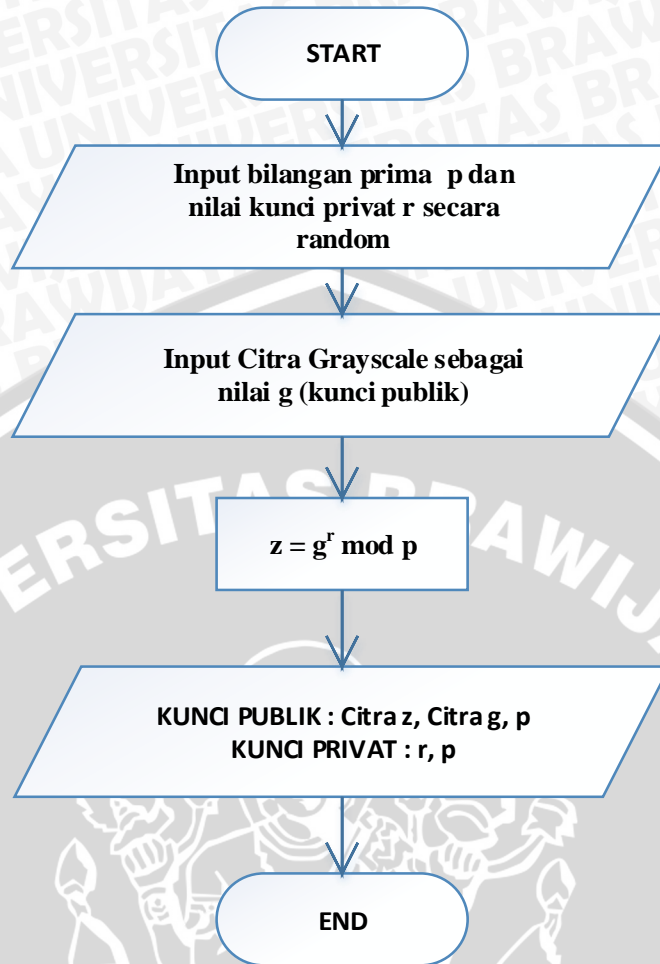 START
Input bilangan prima p dan
nilai kunci privat r secara
random
Input Citra Grayscale sebagai
nilai g (kunci publik)
z = g^r mod p
KUNCI PUBLIK : Citra z, Citra g, p
KUNCI PRIVAT : r, p
END